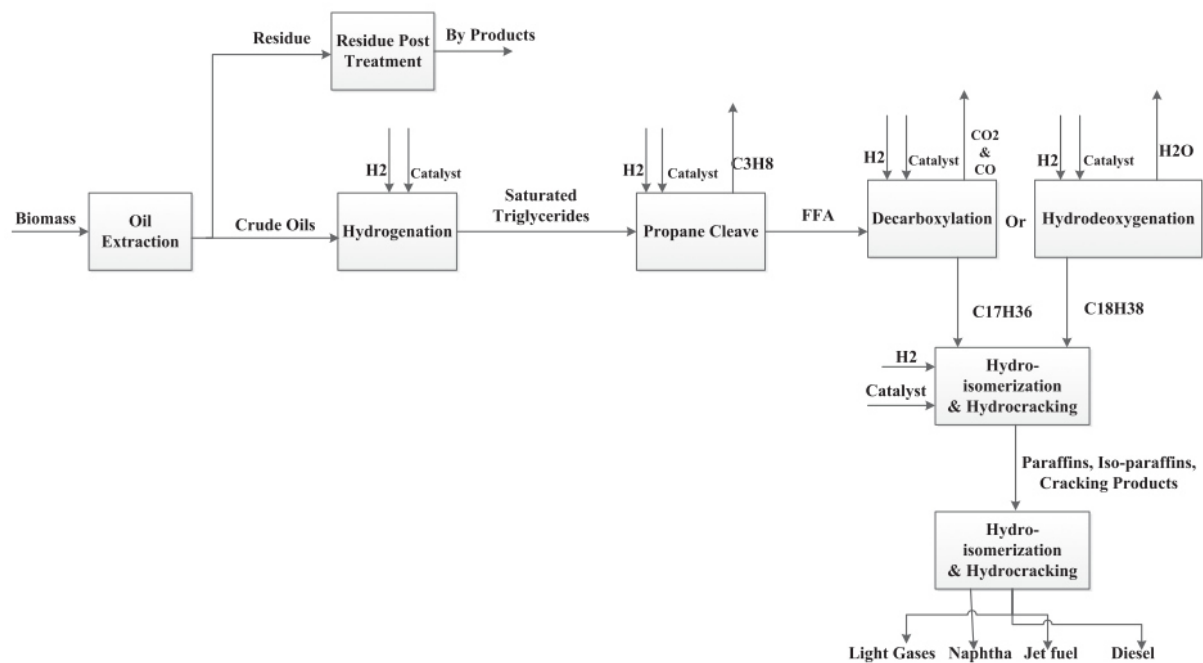 Residue
Residue Post
Treatment
By Products
H2
Catalyst
H2
Catalyst
C3H8
H2
Catalyst
CO2
&
CO
H2
Catalyst
H2O
Biomass
Oil
Extraction
Crude Oils
Hydrogenation
Saturated
Triglycerides
Propane Cleave
FFA
Decarboxylation
Or
Hydrodeoxygenation
C17H36
C18H38
H2
Catalyst
Hydro-
isomerization
& Hydrocracking
Paraffins, Iso-paraffins,
Cracking Products
Hydro-
isomerization
& Hydrocracking
Light Gases
Naphtha
Jet fuel
Diesel